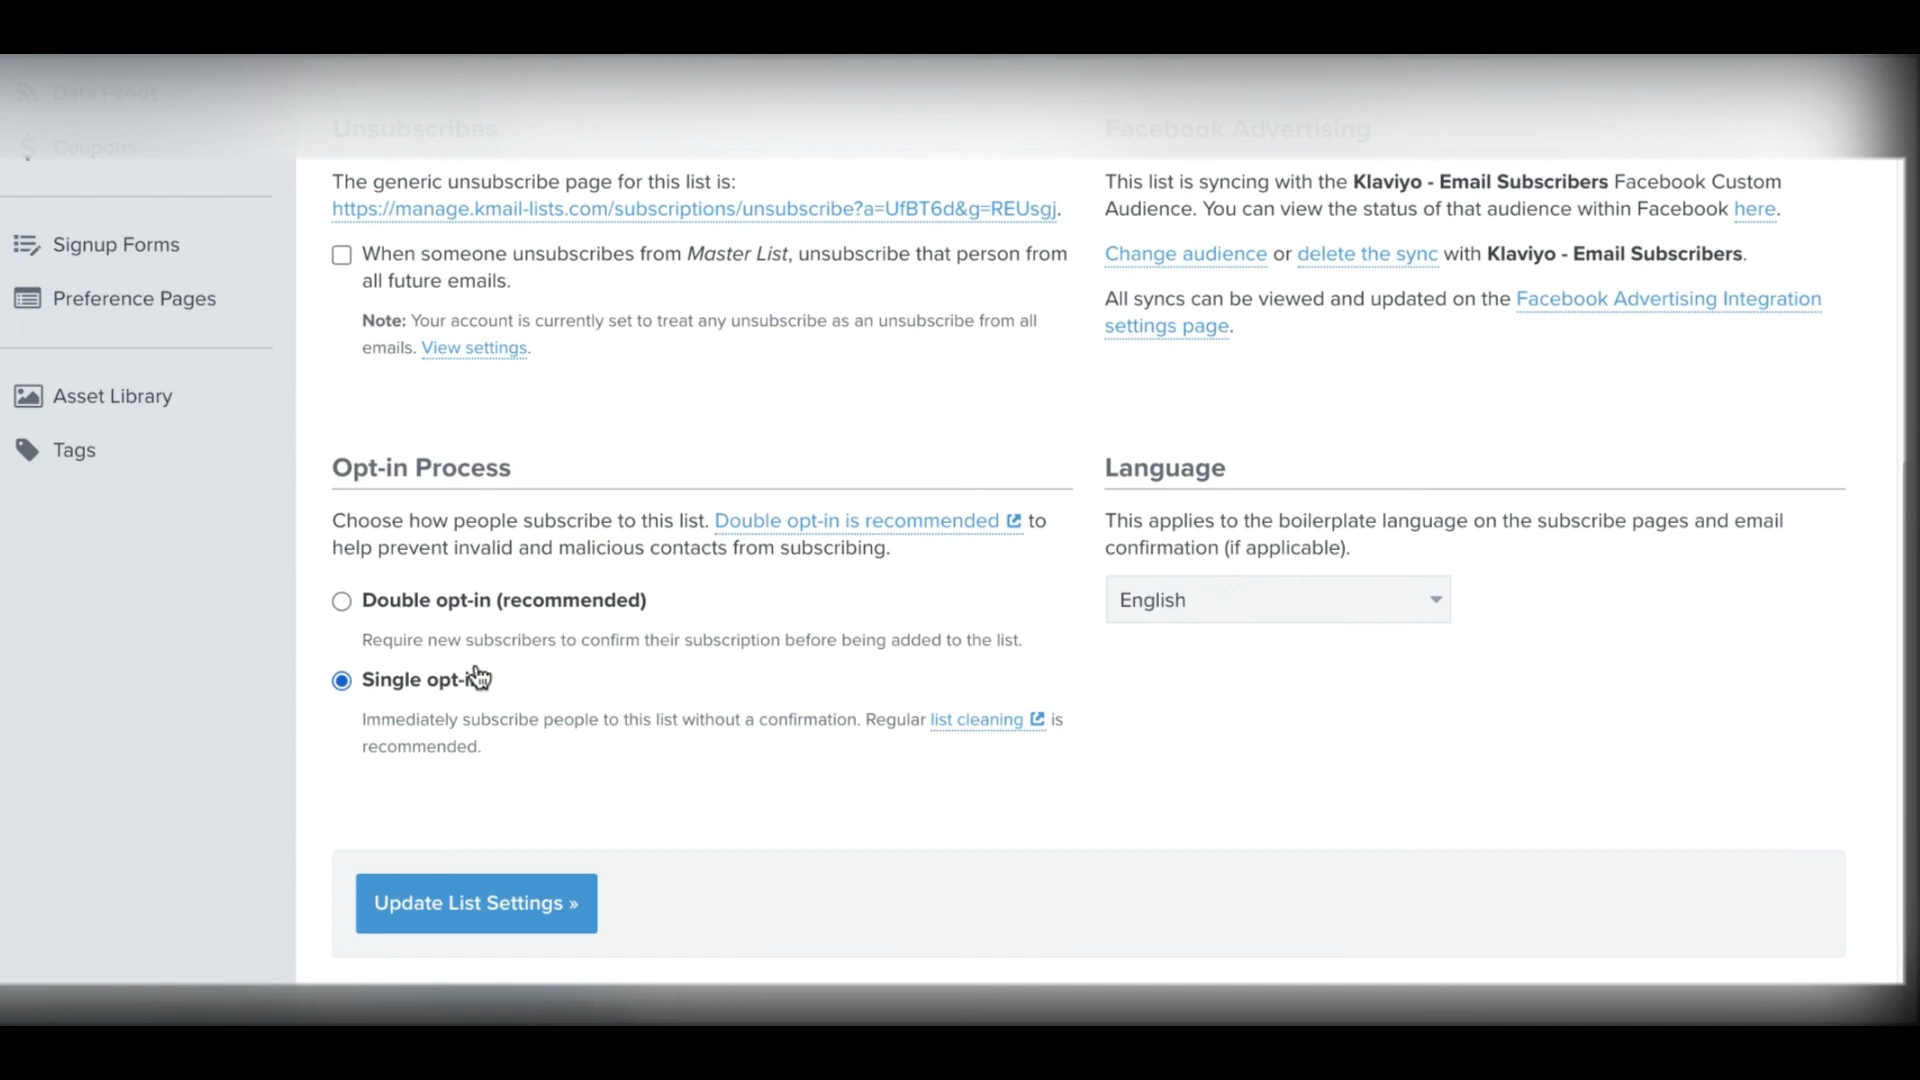 Data Feeds
Coupons
Signup Forms
Preference Pages
Asset Library
Tags
Unsubscribes
The generic unsubscribe page for this list is:
https://manage.kmail-lists.com/subscriptions/unsubscribe?a=UfBT6d&g=REUsgj.
When someone unsubscribes from Master List, unsubscribe that person from
all future emails.
Note: Your account is currently set to treat any unsubscribe as an unsubscribe from all
emails. View settings.
Facebook Advertising
This list is syncing with the Klaviyo - Email Subscribers Facebook Custom
Audience. You can view the status of that audience within Facebook here.
Change audience or delete the sync with Klaviyo - Email Subscribers.
All syncs can be viewed and updated on the Facebook Advertising Integration
settings page.
Opt-in Process
Choose how people subscribe to this list. Double opt-in is recommended to
help prevent invalid and malicious contacts from subscribing.
Double opt-in (recommended)
Require new subscribers to confirm their subscription before being added to the list.
Single opt-in
Immediately subscribe people to this list without a confirmation. Regular list cleaning is
recommended.
Language
This applies to the boilerplate language on the subscribe pages and email
confirmation (if applicable).
English
Update List Settings »